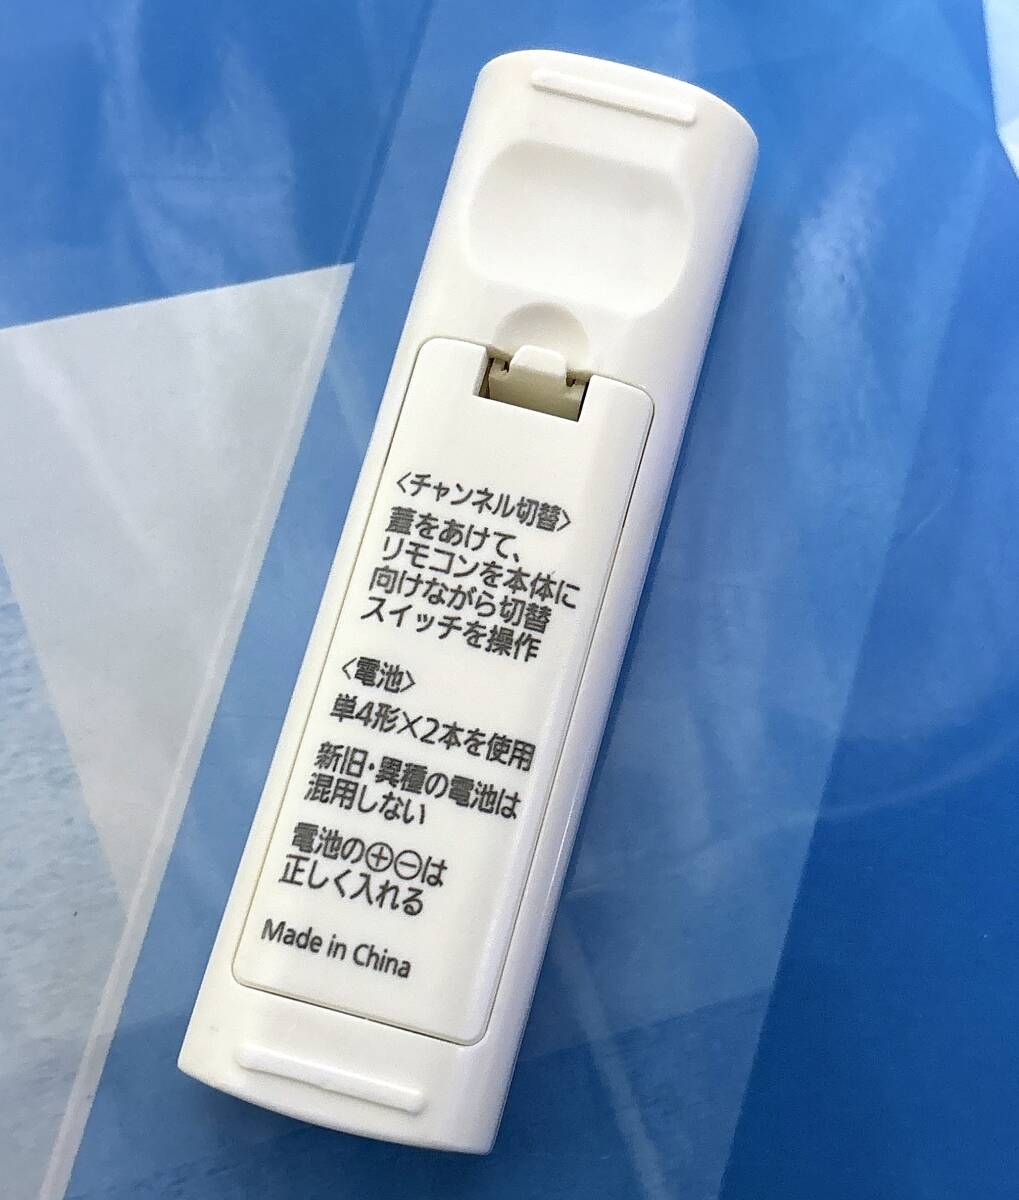 〈チャンネル切替〉
蓋をあけて、
リモコンを本体に
向けながら切替
スイッチを操作
〈電池〉
単4形×2本を使用
新旧・異種の電池は
混用しない
電池の⊕⊖は
正しく入れる
Made in China